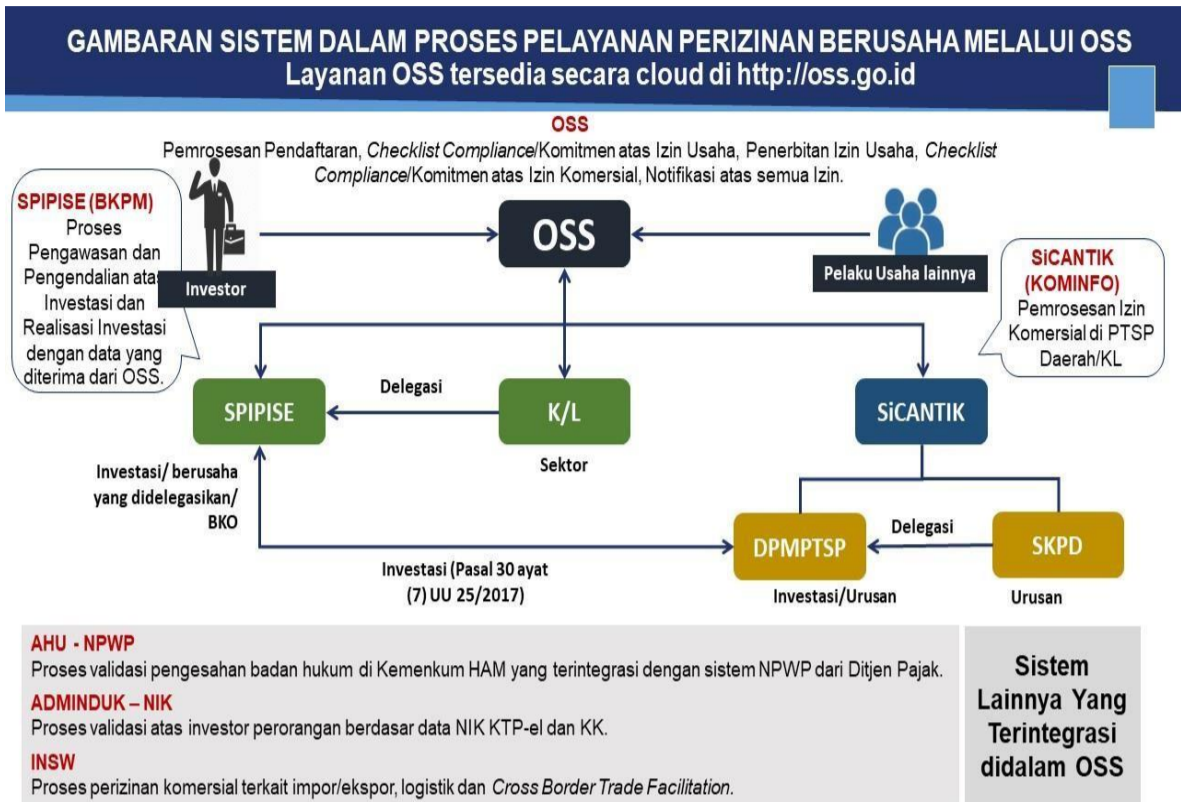 GAMBARAN SISTEM DALAM PROSES PELAYANAN PERIZINAN BERUSAHA MELALUI OSS
Layanan OSS tersedia secara cloud di http://oss.go.id
OSS
Pemrosesan Pendaftaran, Checklist Compliance/Komitmen atas Izin Usaha, Penerbitan Izin Usaha, Checklist
Compliance/Komitmen atas Izin Komersial, Notifikasi atas semua Izin.
SPIPISE (BKPM)
Proses
Pengawasan dan
Pengendalian atas
Investasi dan
Realisasi Investasi
dengan data yang
diterima dari OSS.
Investor
OSS
Pelaku Usaha lainnya
SiCANTIK
(KOMINFO)
Pemrosesan Izin
Komersial di PTSP
Daerah/KL
SPIPISE
Delegasi
K/L
Sektor
SiCANTIK
Investasi/ berusaha
yang didelegasikan/
BKO
Investasi (Pasal 30 ayat
(7) UU 25/2017)
DPMPTSP
Investasi/Urusan
Delegasi
SKPD
Urusan
AHU - NPWP
Proses validasi pengesahan badan hukum di Kemenkum HAM yang terintegrasi dengan sistem NPWP dari Ditjen Pajak.
ADMINDUK – NIK
Proses validasi atas investor perorangan berdasar data NIK KTP-el dan KK.
INSW
Proses perizinan komersial terkait impor/ekspor, logistik dan Cross Border Trade Facilitation.
Sistem
Lainnya Yang
Terintegrasi
didalam OSS